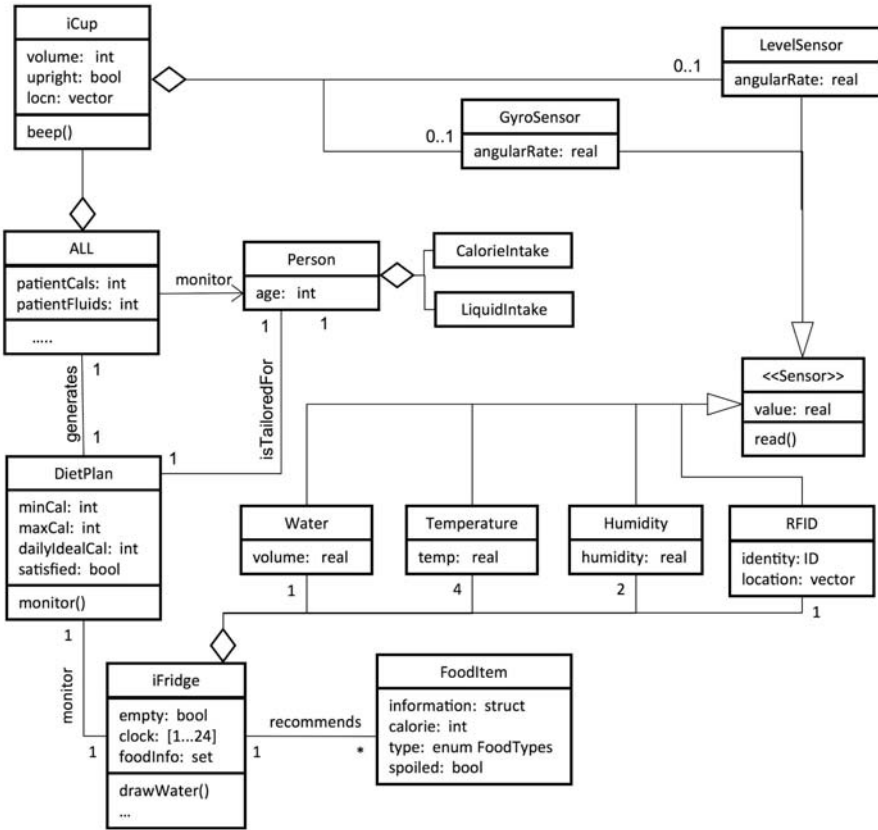 iCup
volume: int
upright: bool
locn: vector
beep()
LevelSensor
angularRate: real
0..1
GyroSensor
angularRate: real
0..1
ALL
patientCals: int
patientFluids: int
.....
monitor
Person
age: int
CalorieIntake
LiquidIntake
1
1
1
generates
1
isTailoredFor
1
<<Sensor>>
value: real
read()
DietPlan
minCal: int
maxCal: int
dailyIdealCal: int
satisfied: bool
monitor()
Water
volume: real
Temperature
temp: real
Humidity
humidity: real
RFID
identity: ID
location: vector
1
4
2
1
1
monitor
1
iFridge
empty: bool
clock: [1...24]
foodInfo: set
drawWater()
...
recommends
1
*
FoodItem
information: struct
calorie: int
type: enum FoodTypes
spoiled: bool